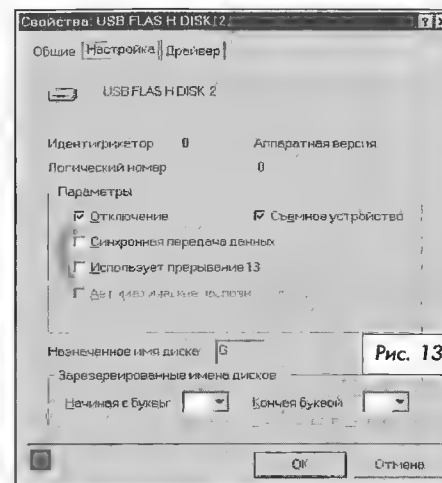 Свойства: USB FLAS H DISK 2
Общие Настройка Драйвер
USB FLAS H DISK 2
Идентификатор 0 Аппаратная версия
Логический номер 0
Параметры
Отключение Съемное устройство
Синхронная передача данных
Использует прерывание 13
Назначенное имя диска G
Рис. 13
Зарезервированные имена дисков
Начиная с буквы Кончая буквой
OK Отмена